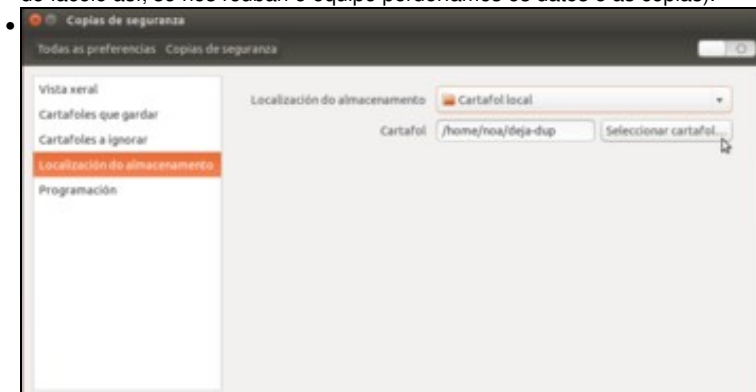 Copias de seguranza
Todas as preferencias Copias de seguranza
Vista xeral
Cartafoles que gardar
Cartafoles a ignorar
Localización do almacenamento
Programación
Localización do almacenamento Cartafol local
Cartafol /home/noa/deja-dup Seleccionar cartafol...